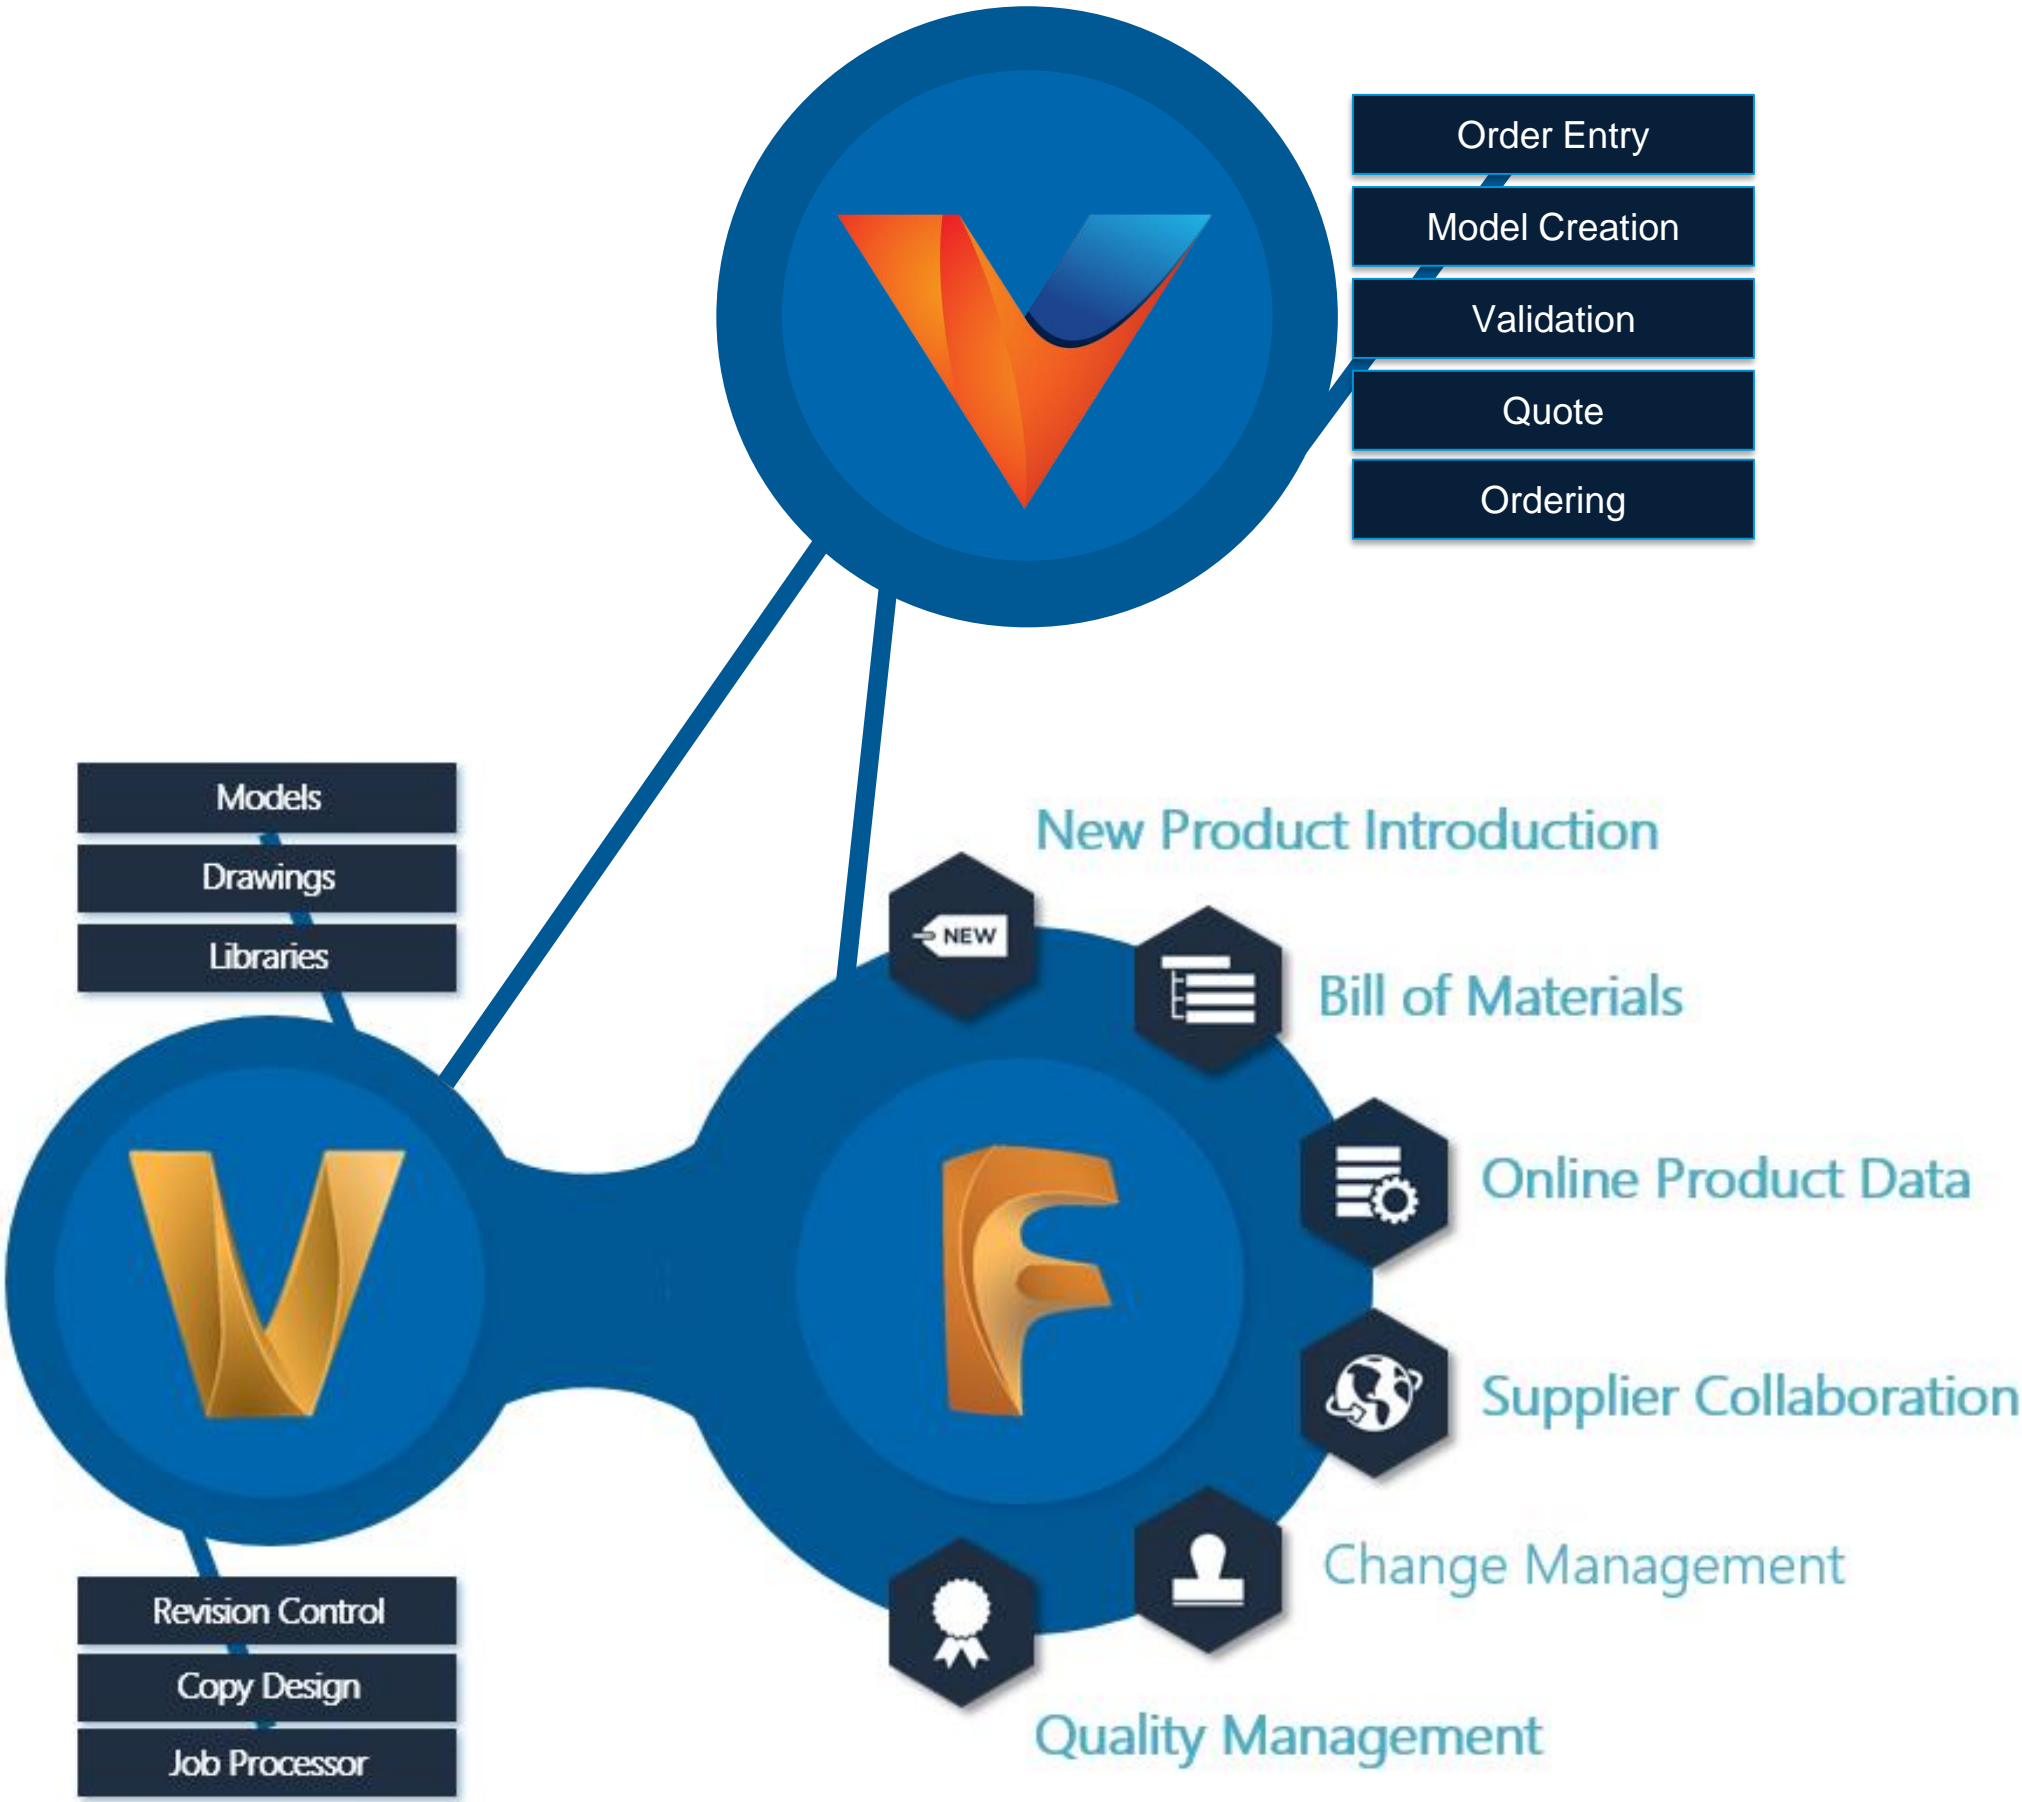 Order Entry
Model Creation
Validation
Quote
Ordering
Models
Drawings
Libraries
New Product Introduction
NEW
Bill of Materials
Online Product Data
Supplier Collaboration
Change Management
Quality Management
Revision Control
Copy Design
Job Processor